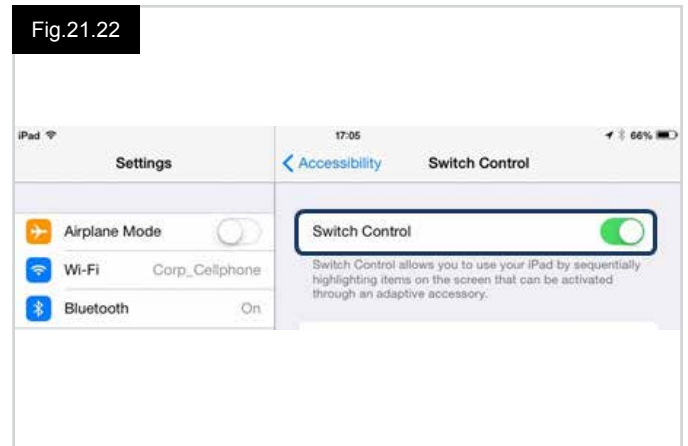 Fig.21.22
iPad 17:05 66%
Settings
Accessibility Switch Control
Airplane Mode
Wi-Fi Corp_Cellphone
Bluetooth On
Switch Control
Switch Control allows you to use your iPad by sequentially
highlighting items on the screen that can be activated
through an adaptive accessory.